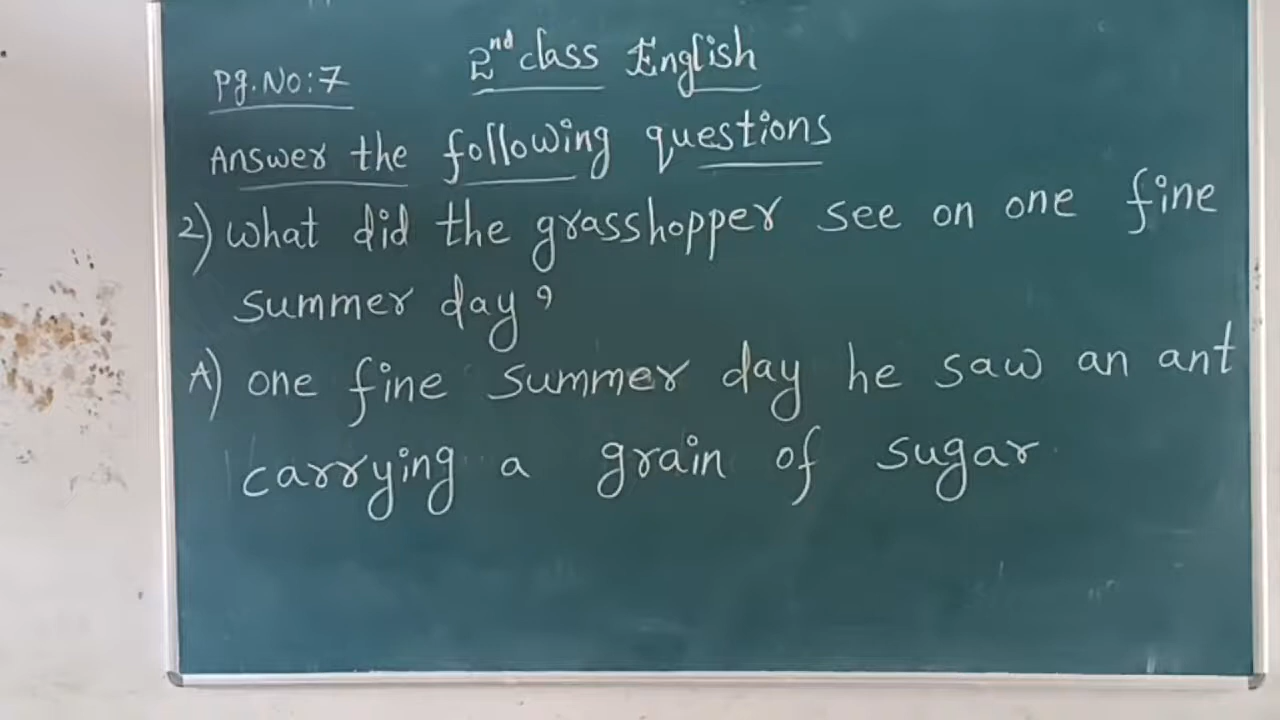 2nd class English
Pg.No:7
Answer the following questions
2) what did the grasshopper see on one fine
summer day?
A) one fine summer day he saw an ant
carrying a grain of sugar.